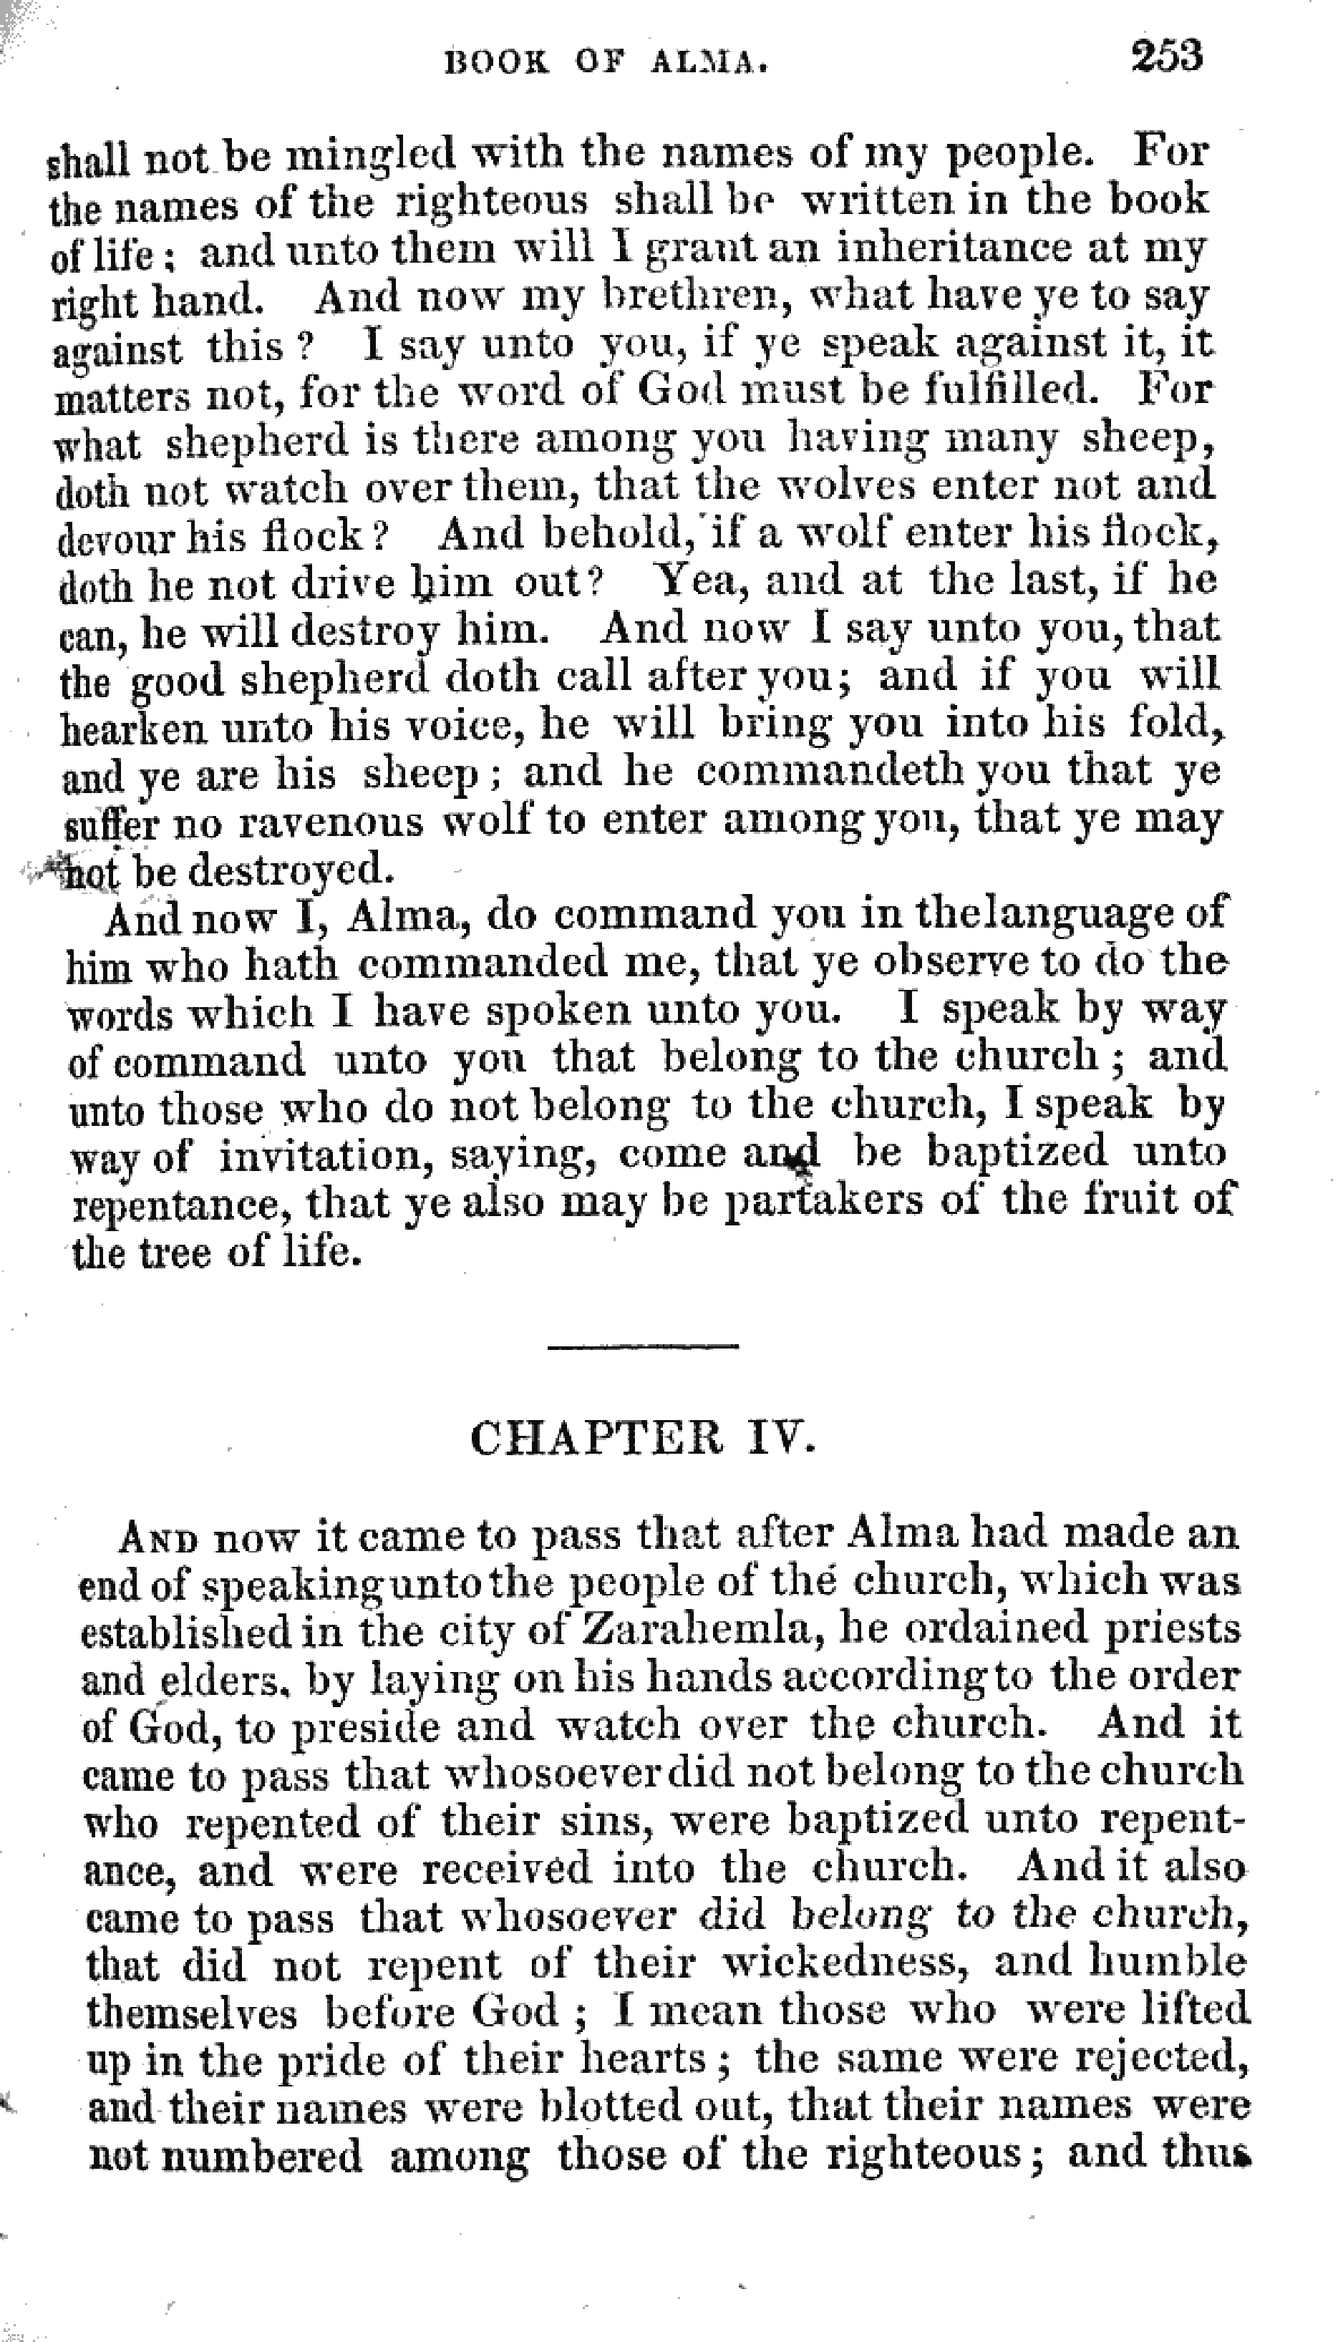 BOOK OF ALMA. 253
shall not be mingled with the names of my people. For
the names of the righteous shall be written in the book
of life; and unto them will I grant an inheritance at my
right hand. And now my brethren, what have ye to say
against this? I say unto you, if ye speak against it, it
matters not, for the word of God must be fulfilled. For
what shepherd is there among you having many sheep,
doth not watch over them, that the wolves enter not and
devour his flock? And behold, if a wolf enter his flock,
doth he not drive him out? Yea, and at the last, if he
can, he will destroy him. And now I say unto you, that
the good shepherd doth call after you; and if you will
hearken unto his voice, he will bring you into his fold,
and ye are his sheep; and he commandeth you that ye
suffer no ravenous wolf to enter among you, that ye may
not be destroyed.
And now I, Alma, do command you in thelanguage of
him who hath commanded me, that ye observe to do the
words which I have spoken unto you. I speak by way
of command unto you that belong to the church; and
unto those who do not belong to the church, I speak by
way of invitation, saying, come and be baptized unto
repentance, that ye also may be partakers of the fruit of
the tree of life.
CHAPTER IV.
AND now it came to pass that after Alma had made an
end of speaking unto the people of the church, which was
established in the city of Zarahemla, he ordained priests
and elders, by laying on his hands according to the order
of God, to preside and watch over the church. And it
came to pass that whosoever did not belong to the church
who repented of their sins, were baptized unto repent-
ance, and were received into the church. And it also
came to pass that whosoever did belong to the church,
that did not repent of their wickedness, and humble
themselves before God; I mean those who were lifted
up in the pride of their hearts; the same were rejected,
and their names were blotted out, that their names were
not numbered among those of the righteous; and thus